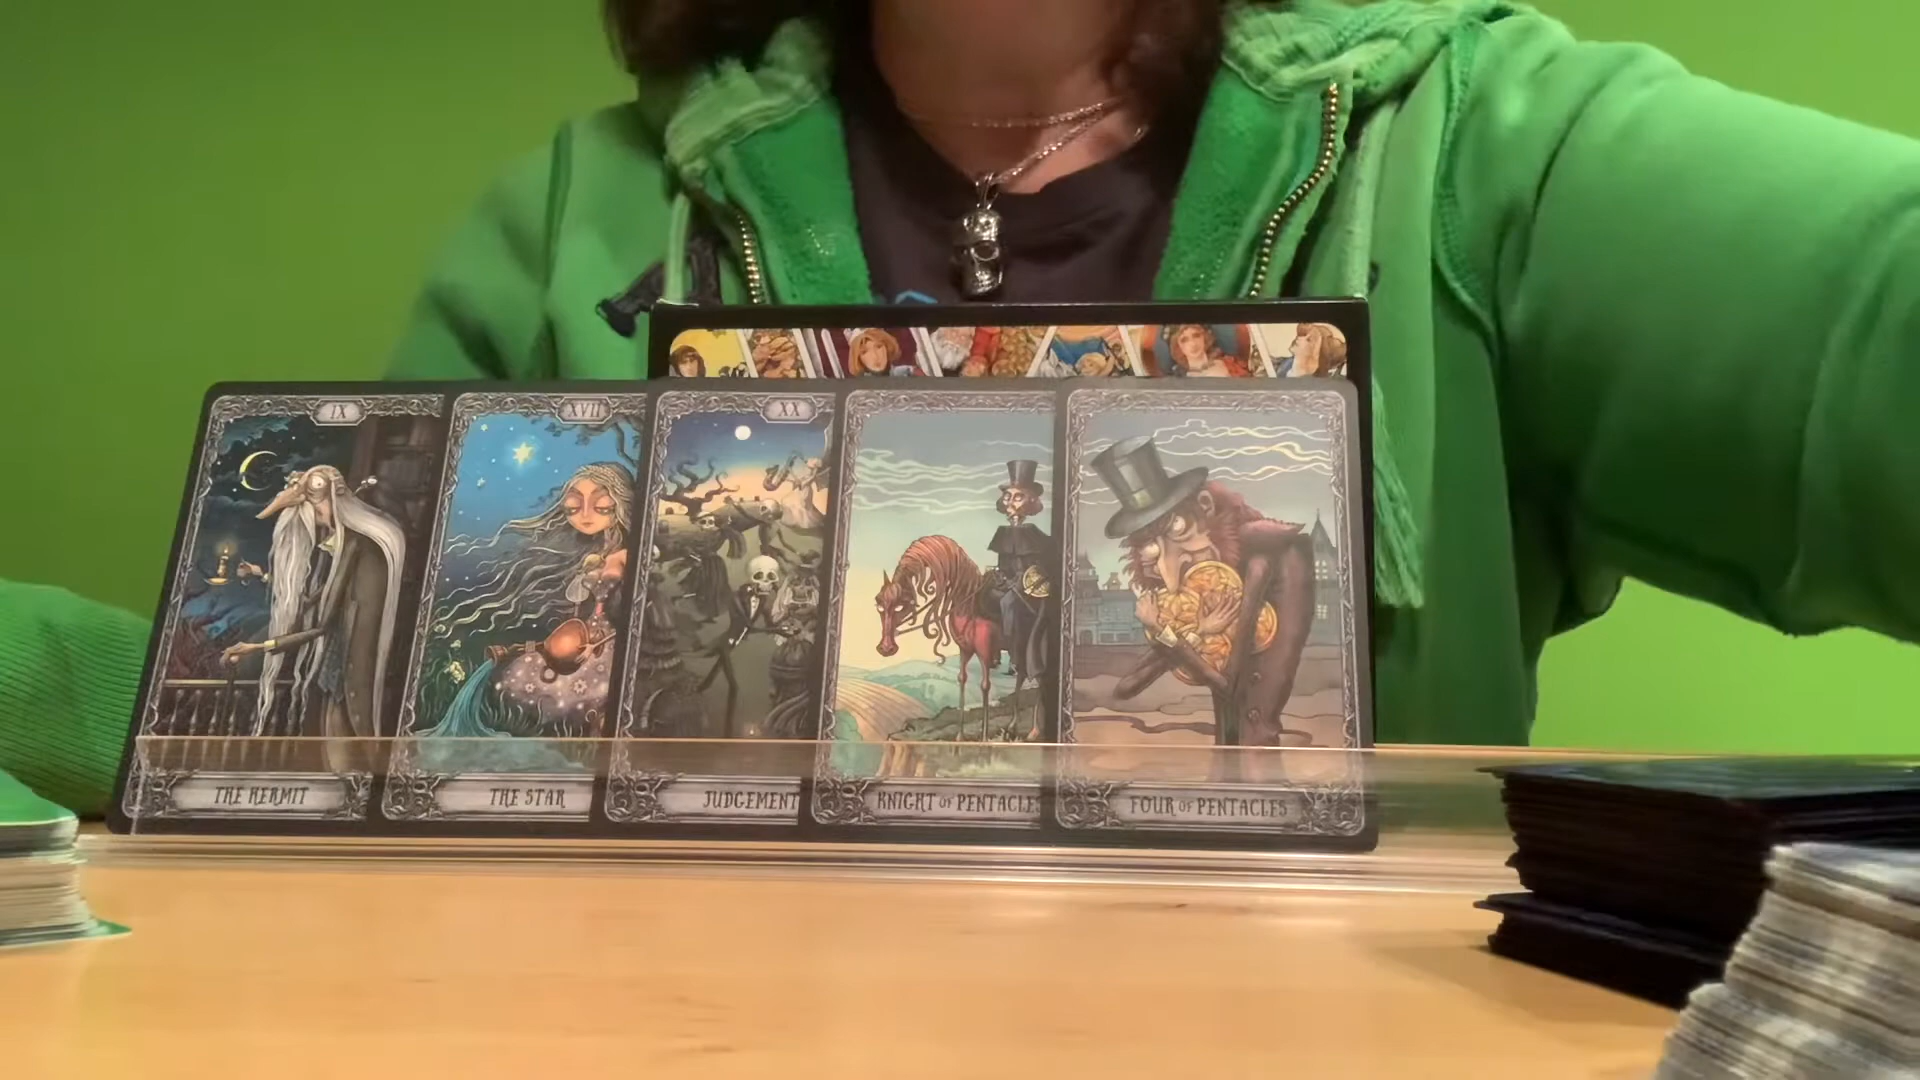 IX
XVII
XX
THE HERMIT
THE STAR
JUDGEMENT
KNIGHT OF PENTACLES
FOUR OF PENTACLES